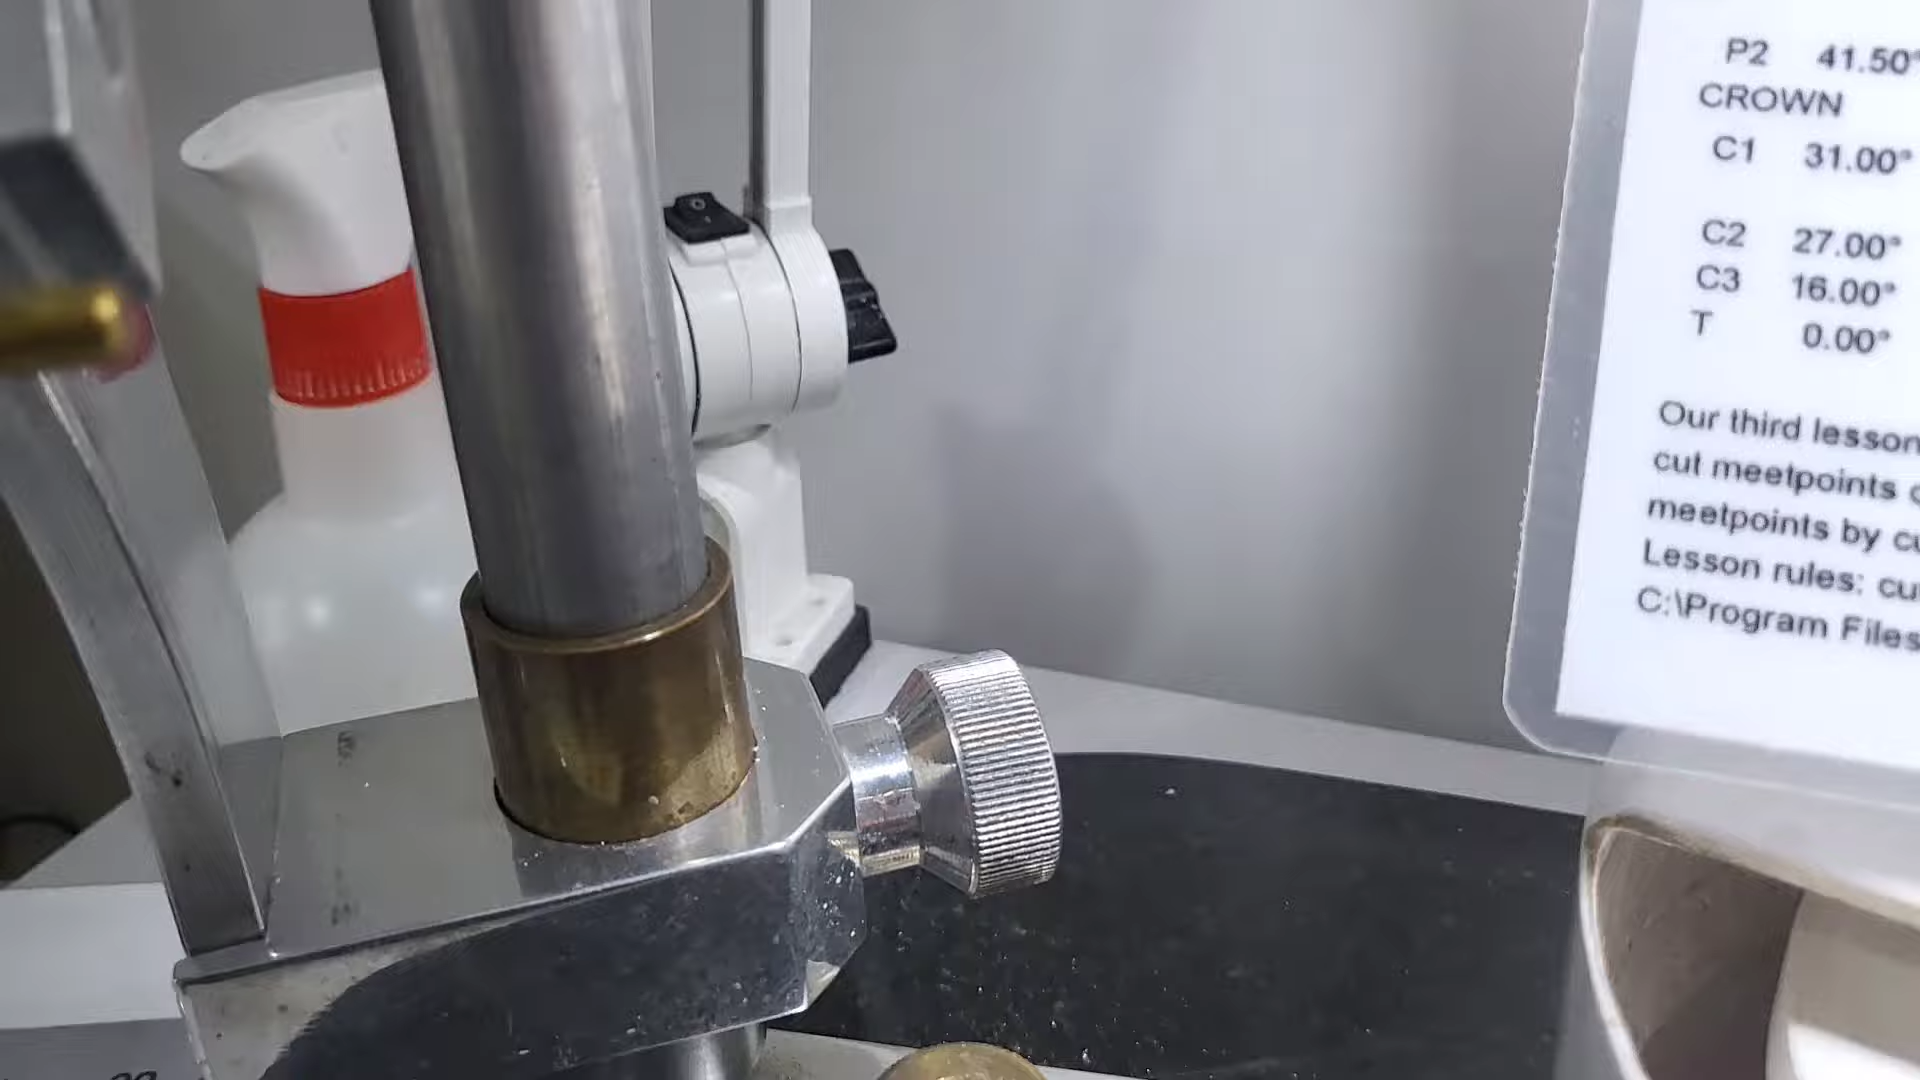 P2 41.50°
CROWN
C1 31.00°
C2 27.00°
C3 16.00°
T 0.00°
Our third lesson
cut meetpoints
meetpoints by
Lesson rules:
C:\Program Files